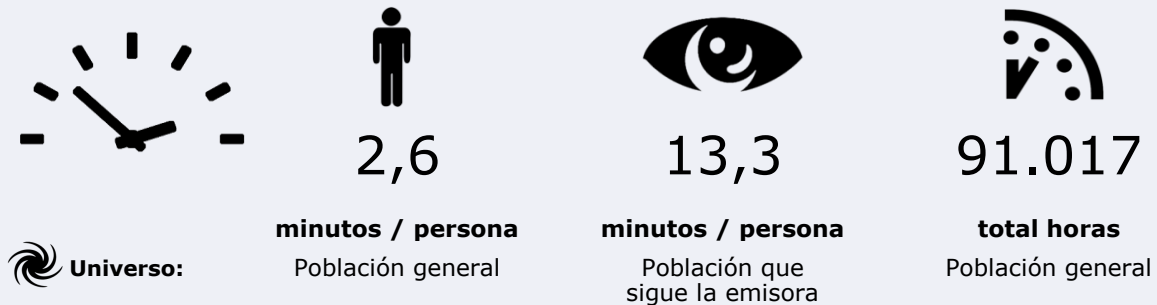 2,6
13,3
91.017
minutos / persona
minutos / persona
total horas
Universo:
Población general
Población que
sigue la emisora
Población general